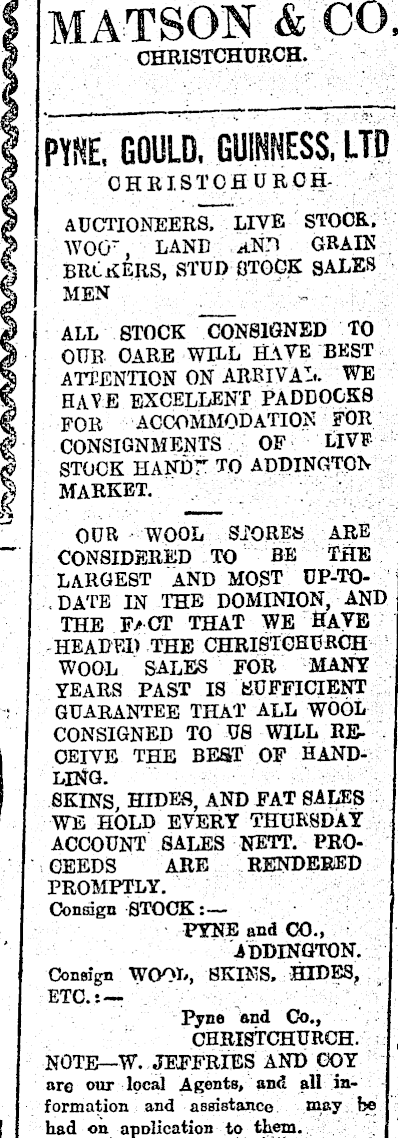 MATSON & CO,
CHRISTCHURCH.
PYNE, GOULD, GUINNESS, LTD
CHRISTCHURCH.
AUCTIONEERS, LIVE STOCK,
WOOL, LAND AND GRAIN
BROKERS, STUD STOCK SALES
MEN
ALL STOCK CONSIGNED TO
OUR CARE WILL HAVE BEST
ATTENTION ON ARRIVAL. WE
HAVE EXCELLENT PADDOCKS
FOR ACCOMMODATION FOR
CONSIGNMENTS OF LIVE
STOCK HANDY TO ADDINGTON
MARKET.
OUR WOOL STORES ARE
CONSIDERED TO BE THE
LARGEST AND MOST UP-TO-
DATE IN THE DOMINION, AND
THE FACT THAT WE HAVE
HEADED THE CHRISTCHURCH
WOOL SALES FOR MANY
YEARS PAST IS SUFFICIENT
GUARANTEE THAT ALL WOOL
CONSIGNED TO US WILL RE-
CEIVE THE BEST OF HAND-
LING.
SKINS, HIDES, AND FAT SALES
WE HOLD EVERY THURSDAY
ACCOUNT SALES NETT. PRO-
CEEDS ARE RENDERED
PROMPTLY.
Consign STOCK:—
PYNE and CO.,
ADDINGTON.
Consign WOOL, SKINS, HIDES,
ETC.:—
Pyne and Co.,
CHRISTCHURCH.
NOTE—W. JEFFRIES AND COY
are our local Agents, and all in-
formation and assistance may be
had on application to them.